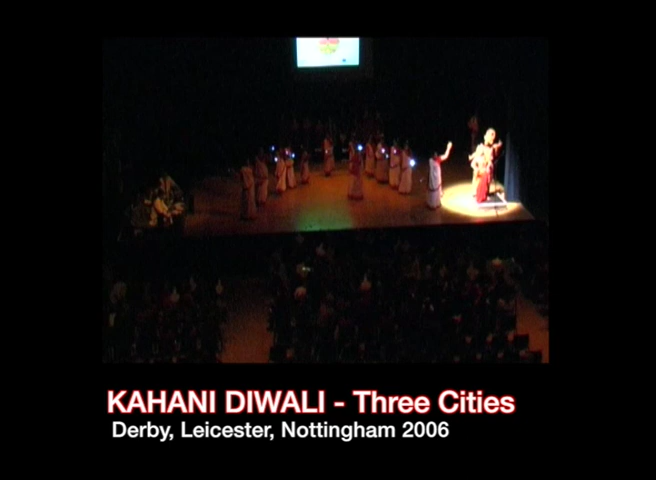 KAHANI DIWALI - Three Cities
Derby, Leicester, Nottingham 2006